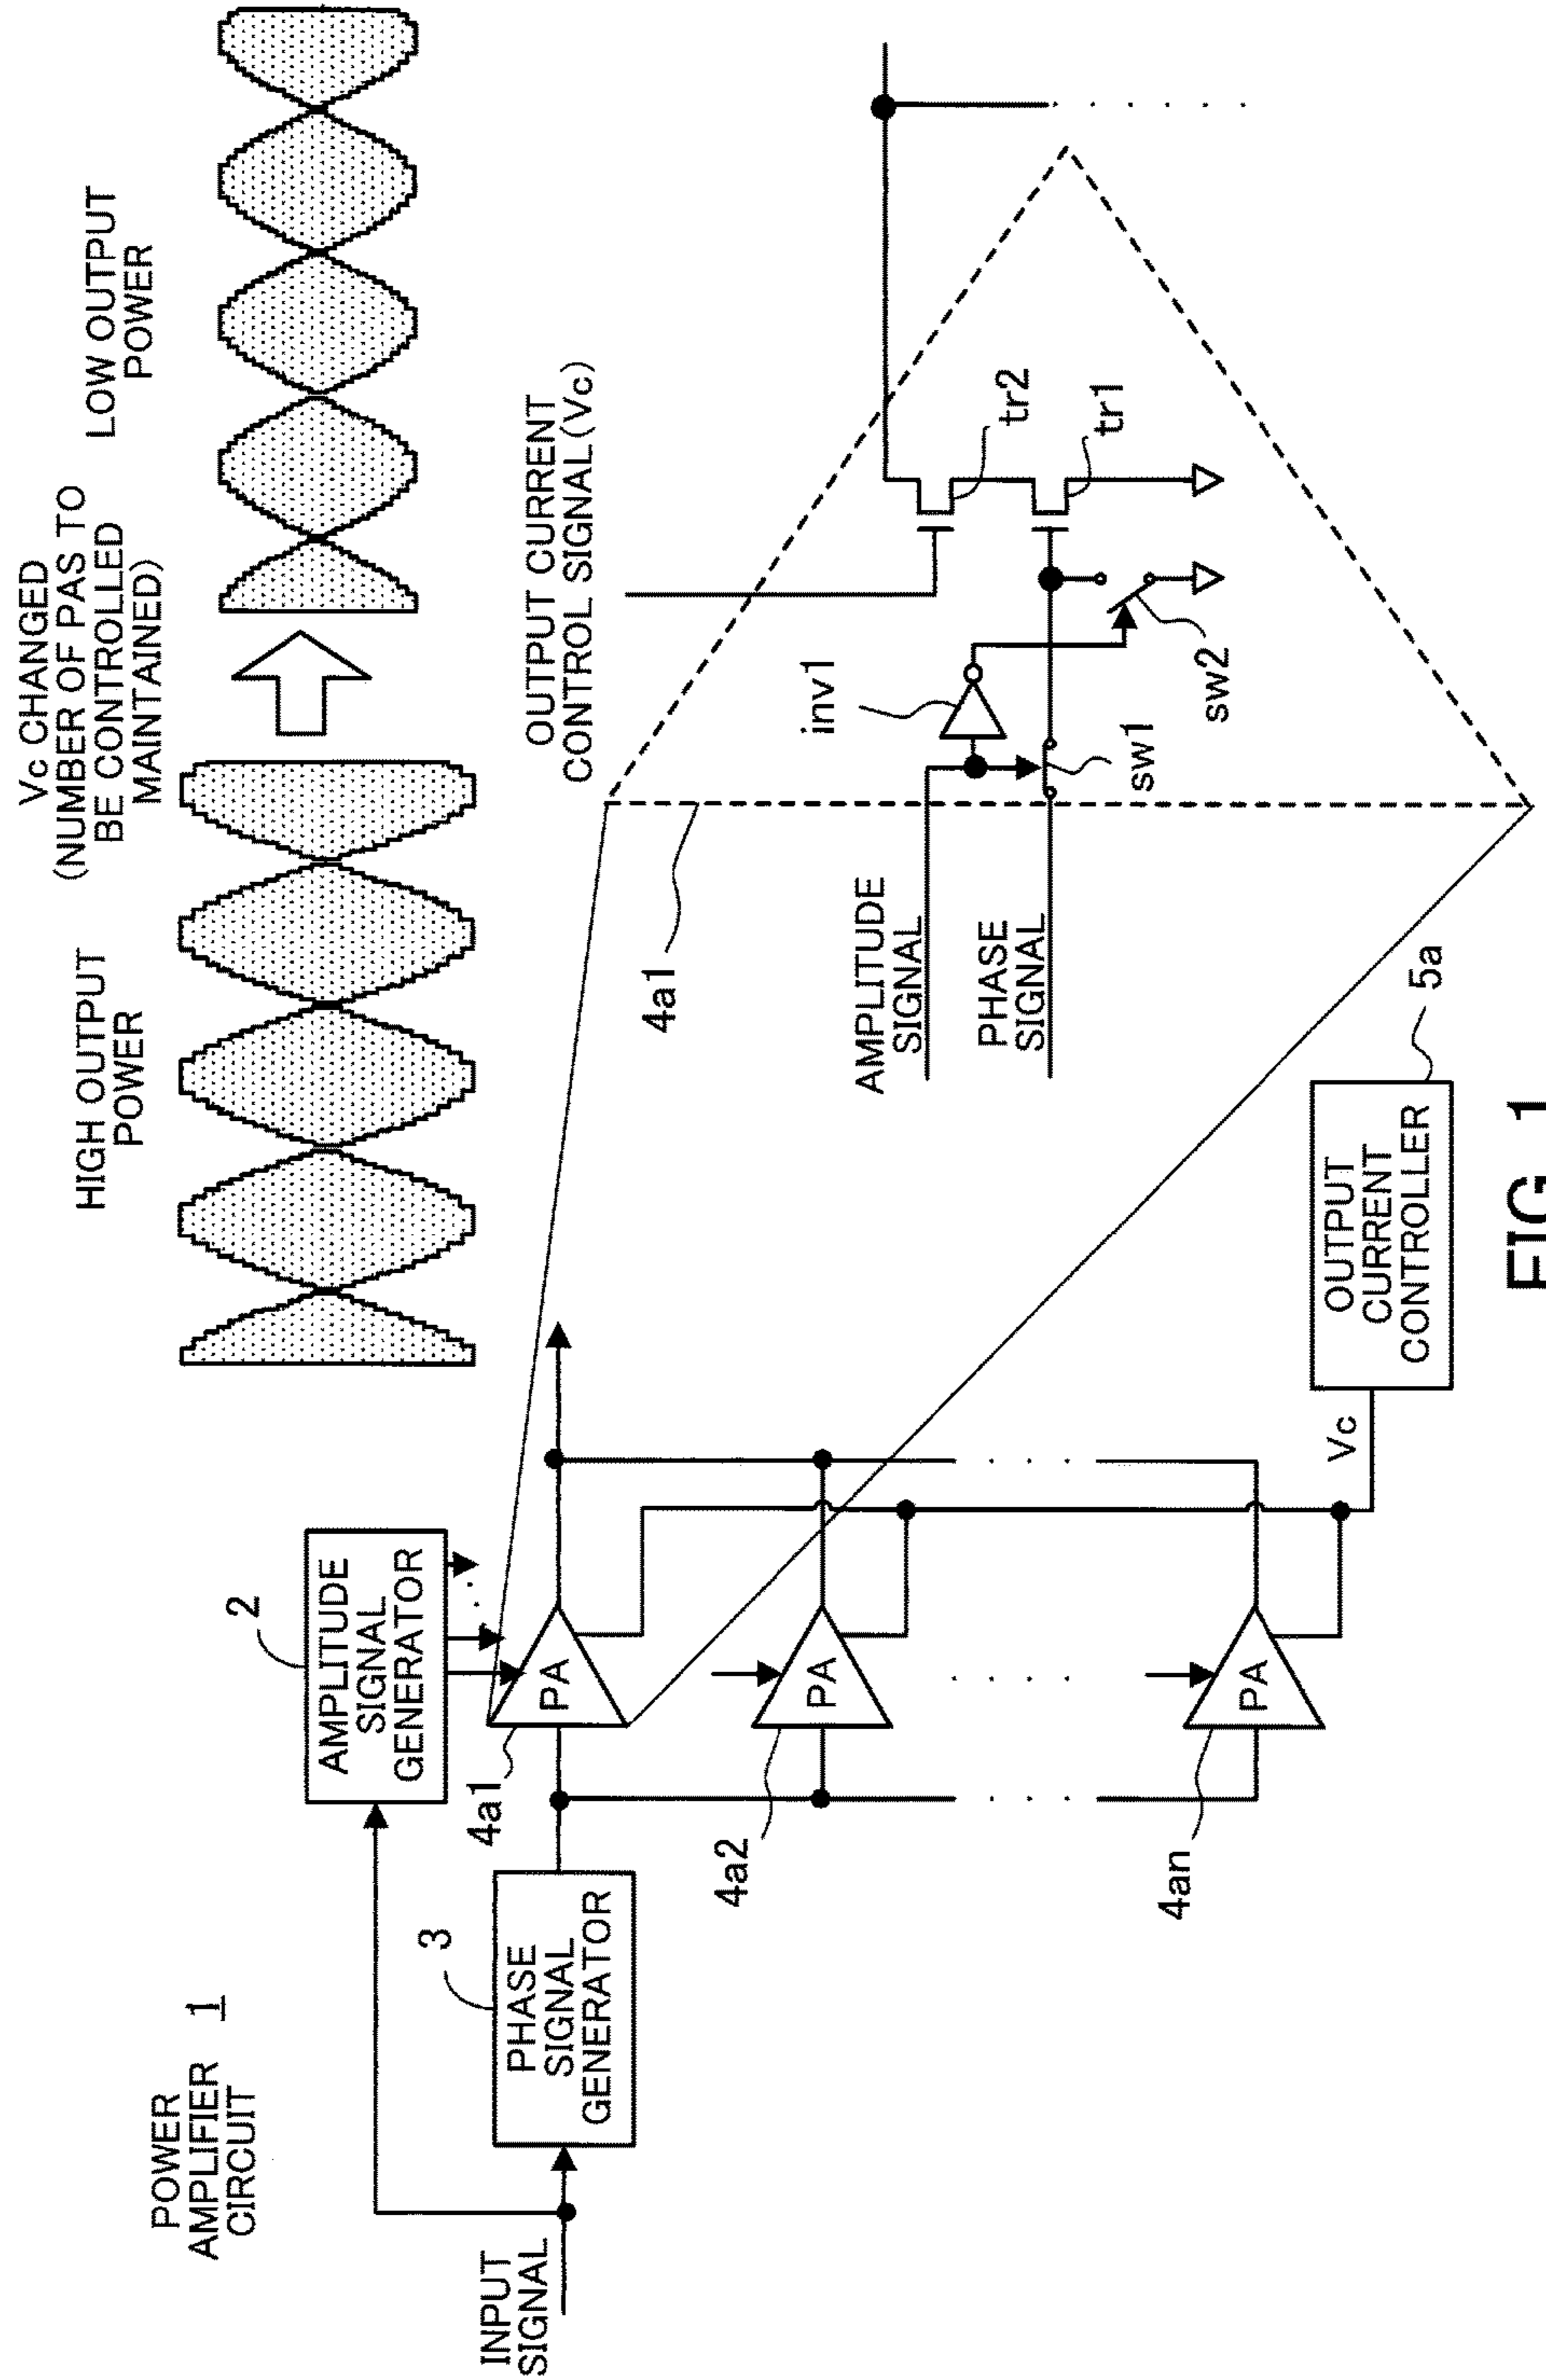 POWER
AMPLIFIER 1
CIRCUIT
INPUT
SIGNAL
3
PHASE
SIGNAL
GENERATOR
2
AMPLITUDE
SIGNAL
GENERATOR
4a1
PA
4a2
PA
4an
PA
Vc
OUTPUT
CURRENT
CONTROLLER
5a
HIGH OUTPUT
POWER
Vc CHANGED
(NUMBER OF PAS TO
BE CONTROLLED
MAINTAINED)
LOW OUTPUT
POWER
OUTPUT CURRENT
CONTROL SIGNAL(Vc)
4a1
AMPLITUDE
SIGNAL
PHASE
SIGNAL
inv1
sw1
sw2
tr2
tr1
FIG. 1